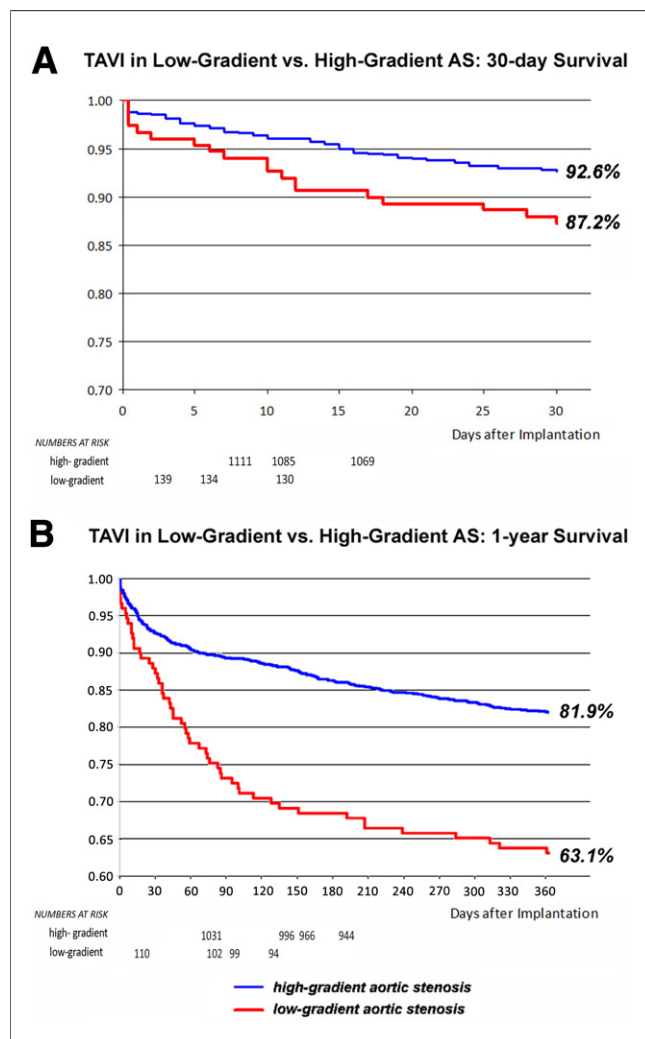 A TAVI in Low-Gradient vs. High-Gradient AS: 30-day Survival
1.00
0.95
92.6%
0.90
87.2%
0.85
0.80
0.75
0.70
0 5 10 15 20 25 30
Days after Implantation
NUMBERS AT RISK
high- gradient 1111 1085 1069
low-gradient 139 134 130
B TAVI in Low-Gradient vs. High-Gradient AS: 1-year Survival
1.00
0.95
0.90
0.85
81.9%
0.80
0.75
0.70
0.65
63.1%
0.60
0 30 60 90 120 150 180 210 240 270 300 330 360
Days after Implantation
NUMBERS AT RISK
high- gradient 1031 996 966 944
low-gradient 110 102 99 94
high-gradient aortic stenosis
low-gradient aortic stenosis